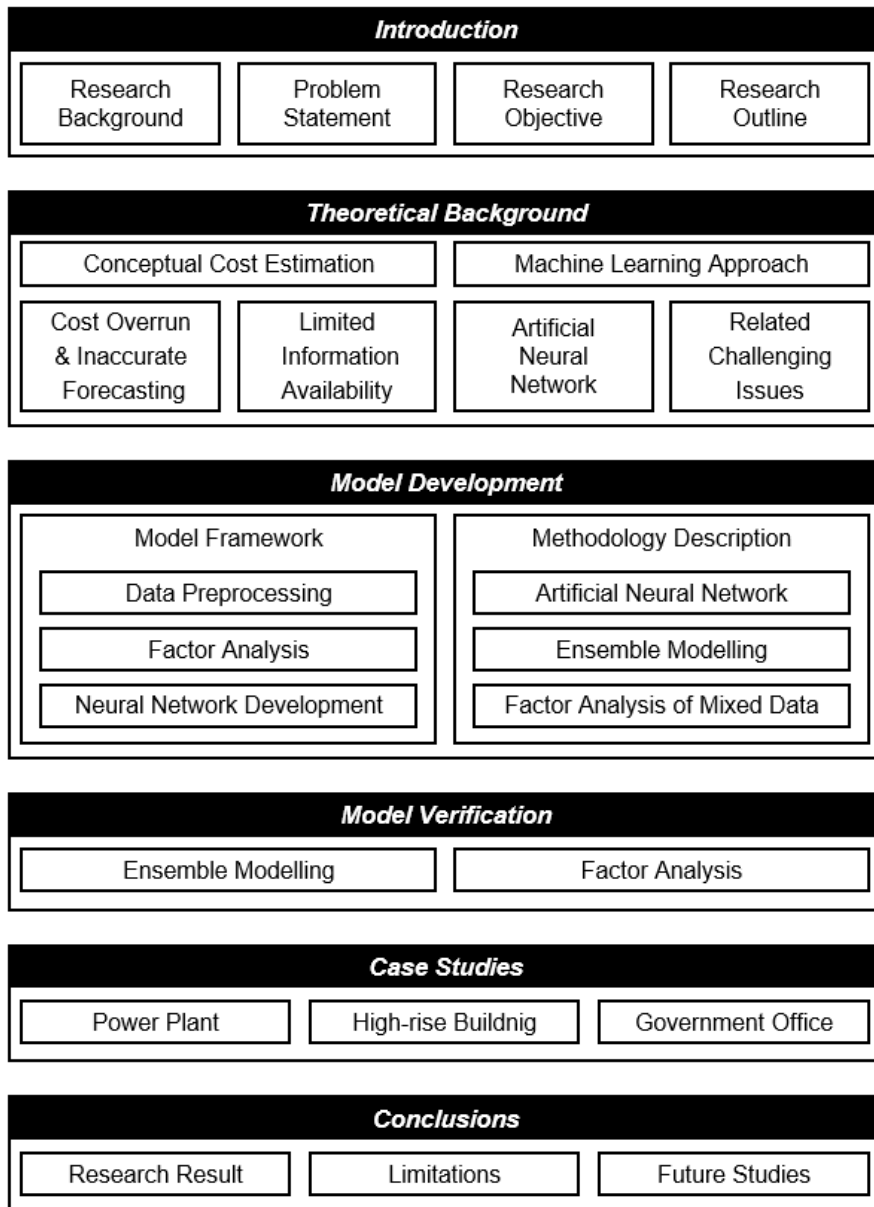 Introduction
Research
Background
Problem
Statement
Research
Objective
Research
Outline
Theoretical Background
Conceptual Cost Estimation
Machine Learning Approach
Cost Overrun
& Inaccurate
Forecasting
Limited
Information
Availability
Artificial
Neural
Network
Related
Challenging
Issues
Model Development
Model Framework
Data Preprocessing
Factor Analysis
Neural Network Development
Methodology Description
Artificial Neural Network
Ensemble Modelling
Factor Analysis of Mixed Data
Model Verification
Ensemble Modelling
Factor Analysis
Case Studies
Power Plant
High-rise Buildnig
Government Office
Conclusions
Research Result
Limitations
Future Studies